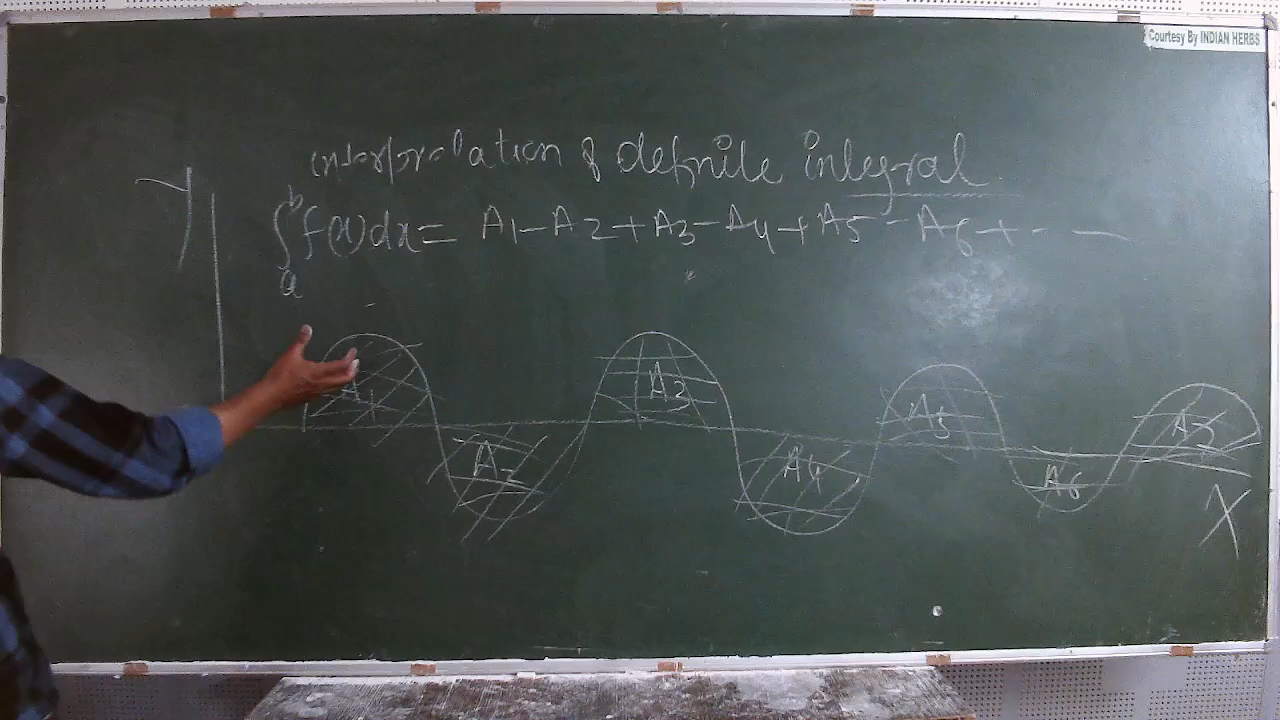 Courtesy By INDIAN HERBS
interpretation of definite integral
y
∫ₐᵇ f(x)dx = A1 - A2 + A3 - A4 + A5 - A6 + - —
A1 A2 A3 A4 A5 A6 A7
X